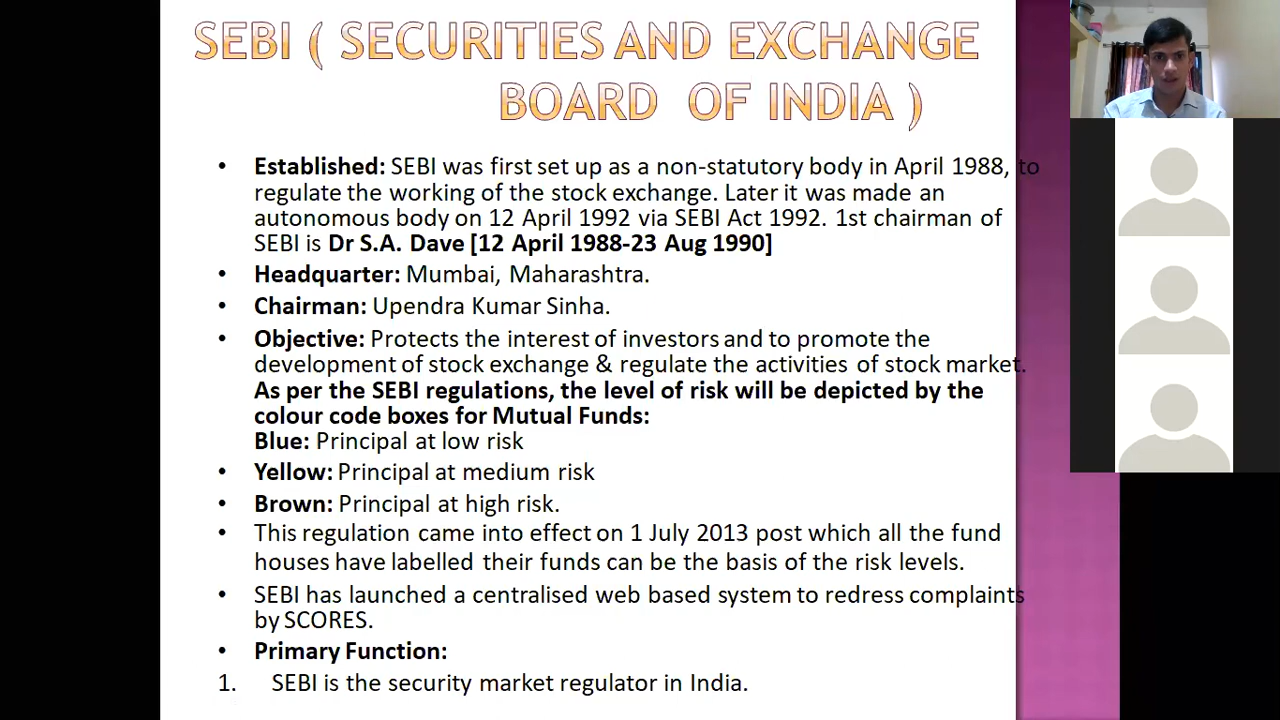 SEBI ( SECURITIES AND EXCHANGE
BOARD OF INDIA )
• Established: SEBI was first set up as a non-statutory body in April 1988, to
regulate the working of the stock exchange. Later it was made an
autonomous body on 12 April 1992 via SEBI Act 1992. 1st chairman of
SEBI is Dr S.A. Dave [12 April 1988-23 Aug 1990]
• Headquarter: Mumbai, Maharashtra.
• Chairman: Upendra Kumar Sinha.
• Objective: Protects the interest of investors and to promote the
development of stock exchange & regulate the activities of stock market.
As per the SEBI regulations, the level of risk will be depicted by the
colour code boxes for Mutual Funds:
Blue: Principal at low risk
• Yellow: Principal at medium risk
• Brown: Principal at high risk.
• This regulation came into effect on 1 July 2013 post which all the fund
houses have labelled their funds can be the basis of the risk levels.
• SEBI has launched a centralised web based system to redress complaints
by SCORES.
• Primary Function:
1. SEBI is the security market regulator in India.